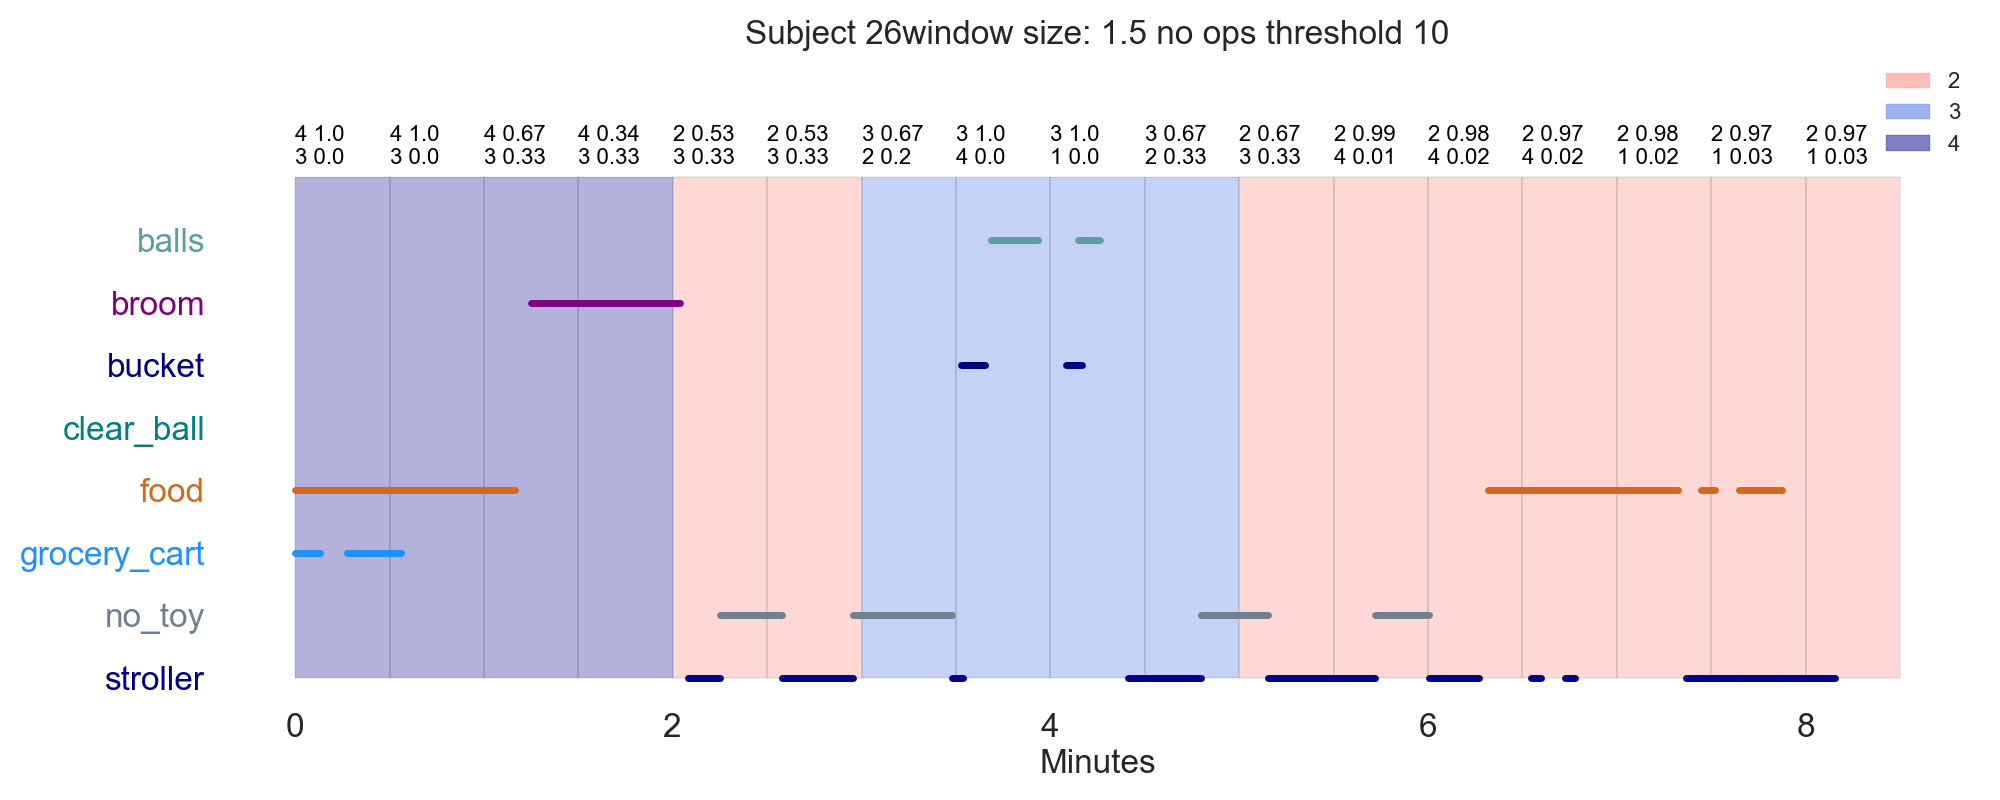 Subject 26window size: 1.5 no ops threshold 10
2
3
4
4 1.0 4 1.0 4 0.67 4 0.34 2 0.53 2 0.53 3 0.67 3 1.0 3 1.0 3 0.67 2 0.67 2 0.99 2 0.98 2 0.97 2 0.98 2 0.97 2 0.97
3 0.0 3 0.0 3 0.33 3 0.33 3 0.33 3 0.33 2 0.2 4 0.0 1 0.0 2 0.33 3 0.33 4 0.01 4 0.02 4 0.02 1 0.02 1 0.03 1 0.03
balls
broom
bucket
clear_ball
food
grocery_cart
no_toy
stroller
0 2 4 6 8
Minutes